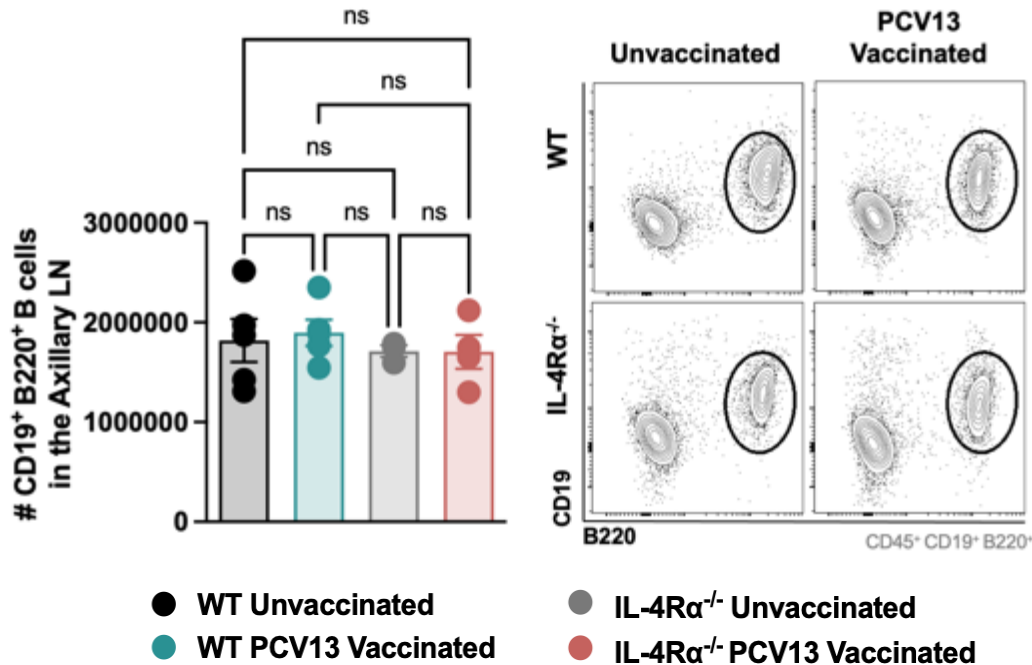 ns
ns
ns
ns
ns
ns
# CD19⁺ B220⁺ B cells
in the Axillary LN
3000000
2000000
1000000
0
Unvaccinated
PCV13
Vaccinated
WT
IL-4Rα⁻/⁻
CD19
B220
CD45⁺ CD19⁺ B220⁺
WT Unvaccinated
WT PCV13 Vaccinated
IL-4Rα⁻/⁻ Unvaccinated
IL-4Rα⁻/⁻ PCV13 Vaccinated